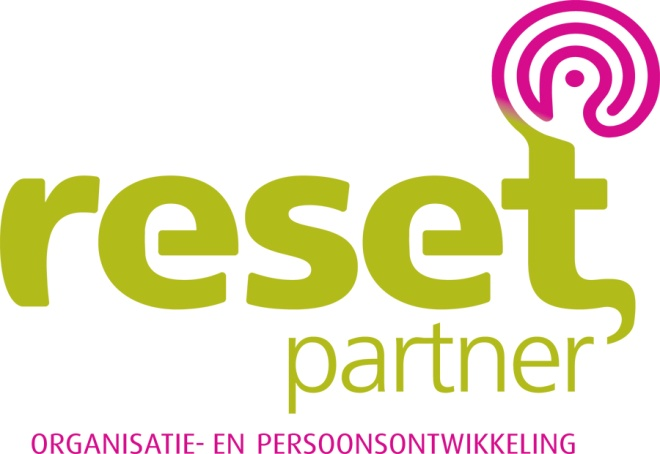 reset
partner
ORGANISATIE- EN PERSOONSONTWIKKELING